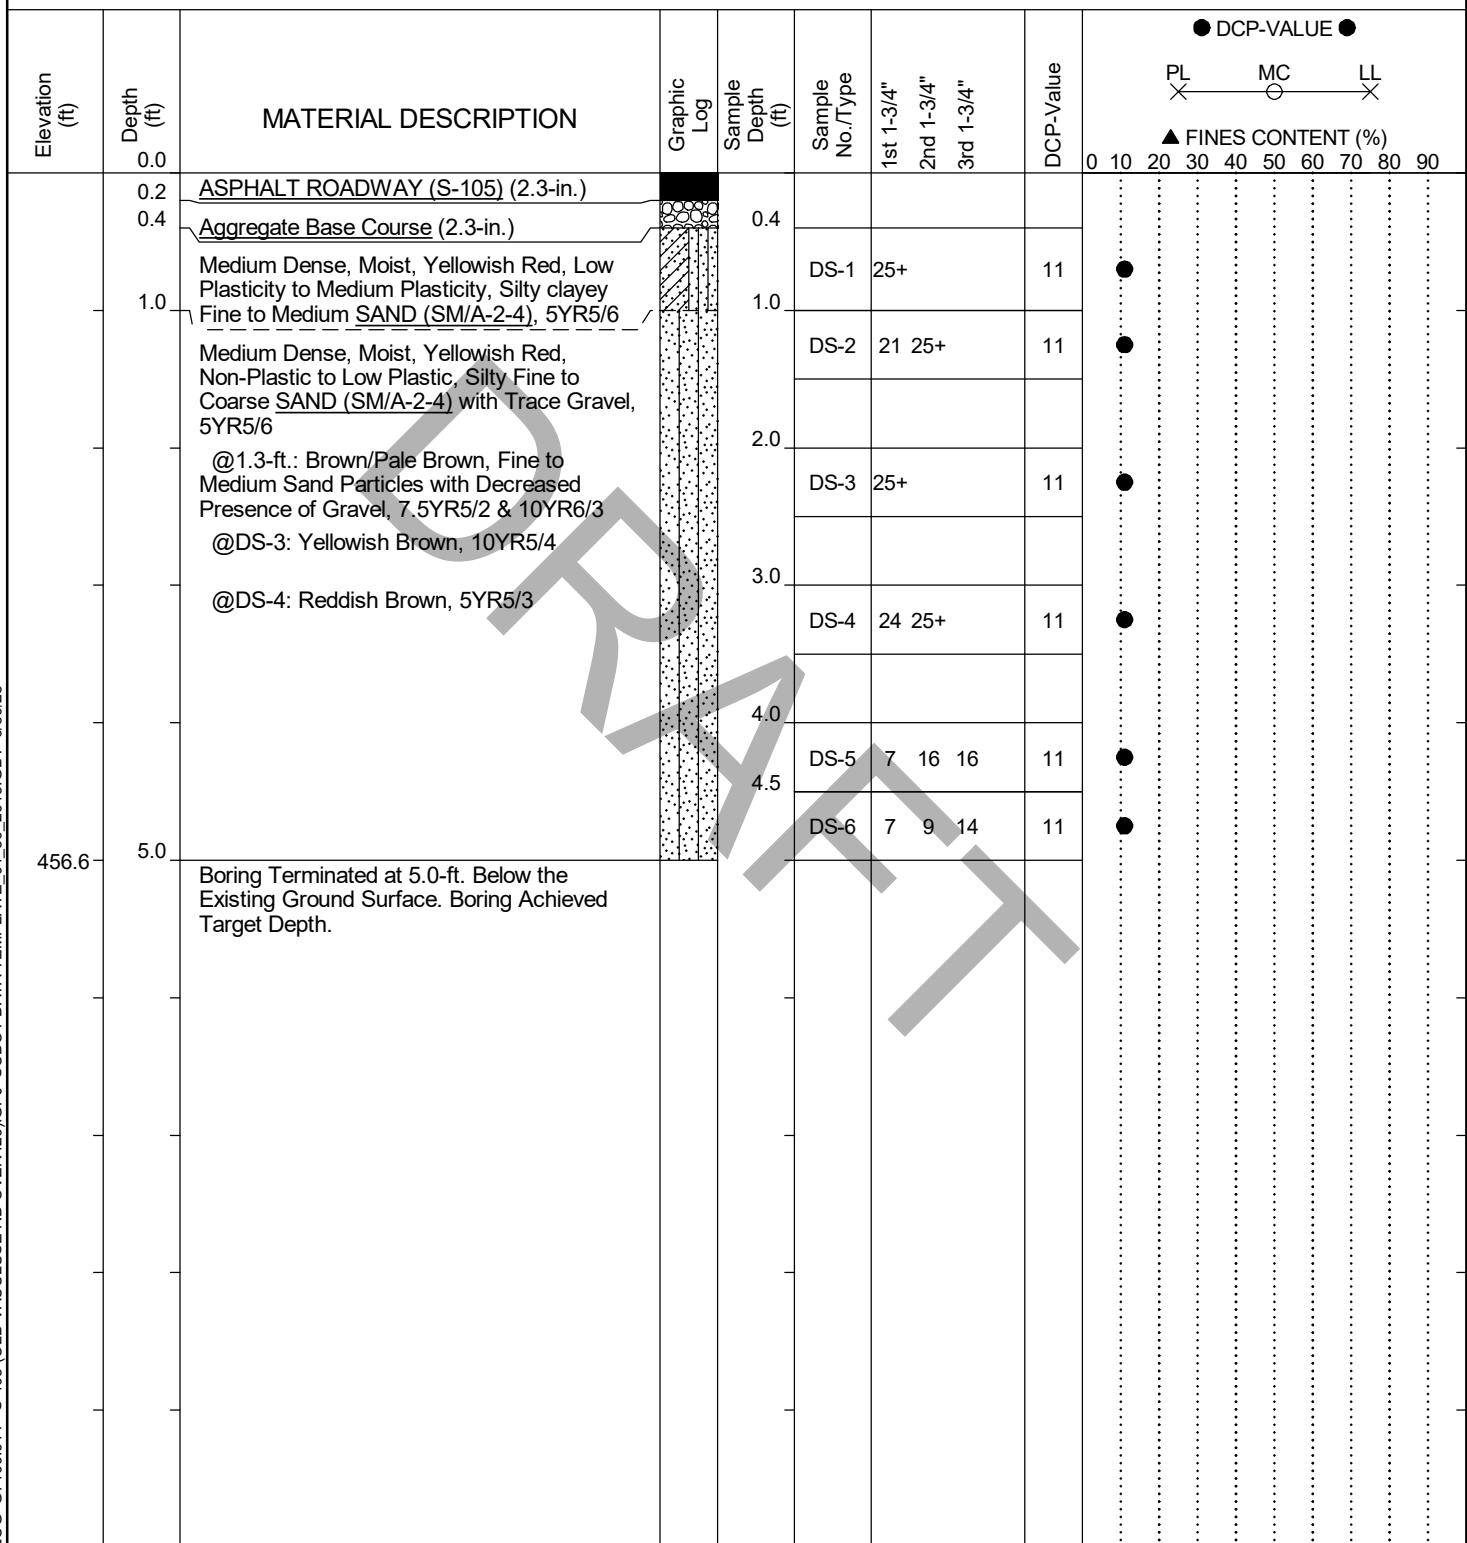 ● DCP-VALUE ●
PL MC LL
▲ FINES CONTENT (%)
0 10 20 30 40 50 60 70 80 90
Elevation (ft)
Depth (ft)
0.0
MATERIAL DESCRIPTION
Graphic Log
Sample Depth (ft)
Sample No./Type
1st 1-3/4"
2nd 1-3/4"
3rd 1-3/4"
DCP-Value
0.2 ASPHALT ROADWAY (S-105) (2.3-in.)
0.4 Aggregate Base Course (2.3-in.) 0.4
Medium Dense, Moist, Yellowish Red, Low
DS-1 25+ 11
Plasticity to Medium Plasticity, Silty clayey
1.0 Fine to Medium SAND (SM/A-2-4), 5YR5/6 1.0
Medium Dense, Moist, Yellowish Red,
DS-2 21 25+ 11
Non-Plastic to Low Plastic, Silty Fine to
Coarse SAND (SM/A-2-4) with Trace Gravel,
5YR5/6
2.0
@1.3-ft.: Brown/Pale Brown, Fine to
Medium Sand Particles with Decreased
DS-3 25+ 11
Presence of Gravel, 7.5YR5/2 & 10YR6/3
@DS-3: Yellowish Brown, 10YR5/4
3.0
@DS-4: Reddish Brown, 5YR5/3
DS-4 24 25+ 11
4.0
DS-5 7 16 16 11
4.5
DS-6 7 9 14 11
456.6 5.0
Boring Terminated at 5.0-ft. Below the
Existing Ground Surface. Boring Achieved
Target Depth.
DRAFT